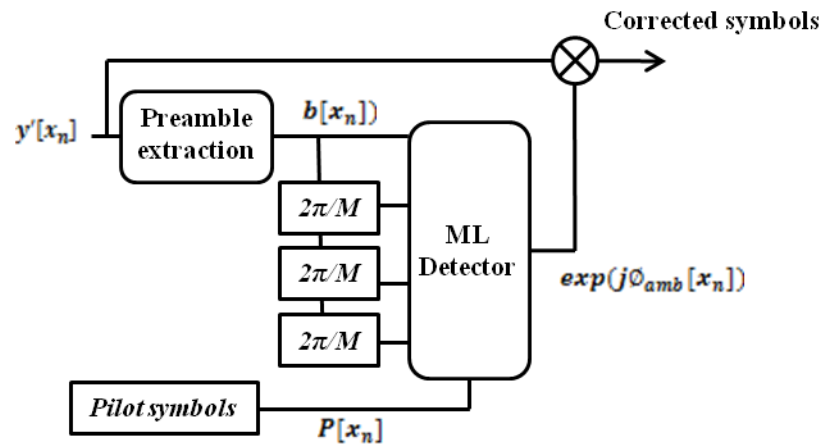 Corrected symbols
y'[xₙ]
Preamble
extraction
b[xₙ])
2π/M
2π/M
2π/M
ML
Detector
exp(j∅ₐₘb[xₙ])
Pilot symbols
P[xₙ]